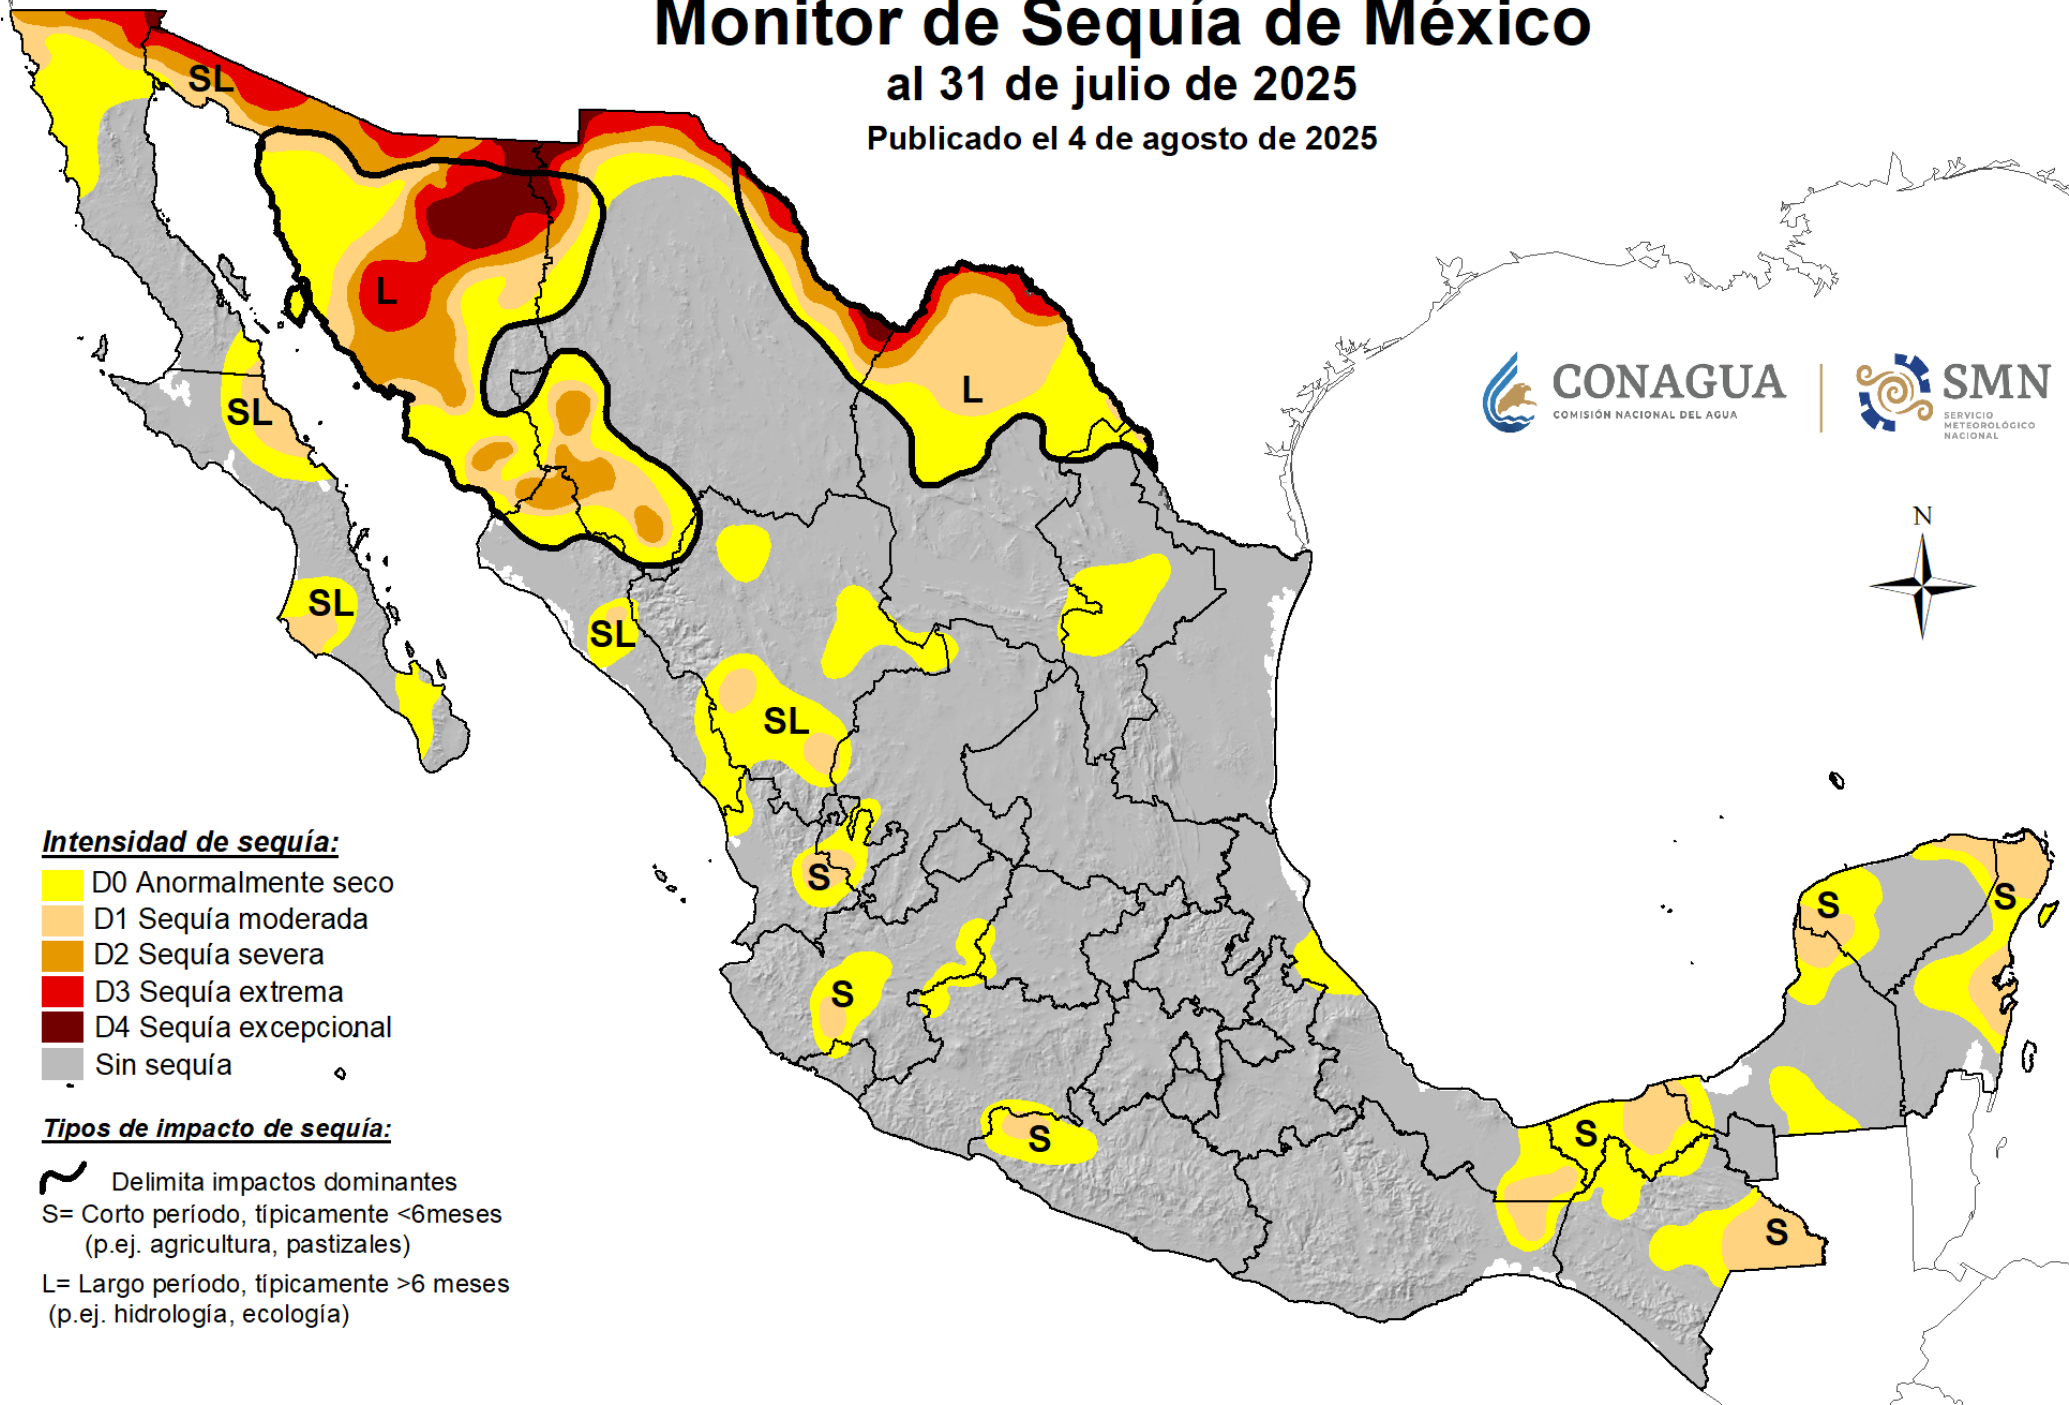 Monitor de Sequía de México
al 31 de julio de 2025
Publicado el 4 de agosto de 2025
SL
L
L
SL
SL
SL
SL
S
S
S
S
S
S
S
CONAGUA
COMISIÓN NACIONAL DEL AGUA
SMN
SERVICIO
METEOROLÓGICO
NACIONAL
N
Intensidad de sequía:
D0 Anormalmente seco
D1 Sequía moderada
D2 Sequía severa
D3 Sequía extrema
D4 Sequía excepcional
Sin sequía
Tipos de impacto de sequía:
Delimita impactos dominantes
S= Corto período, típicamente <6meses
(p.ej. agricultura, pastizales)
L= Largo período, típicamente >6 meses
(p.ej. hidrología, ecología)